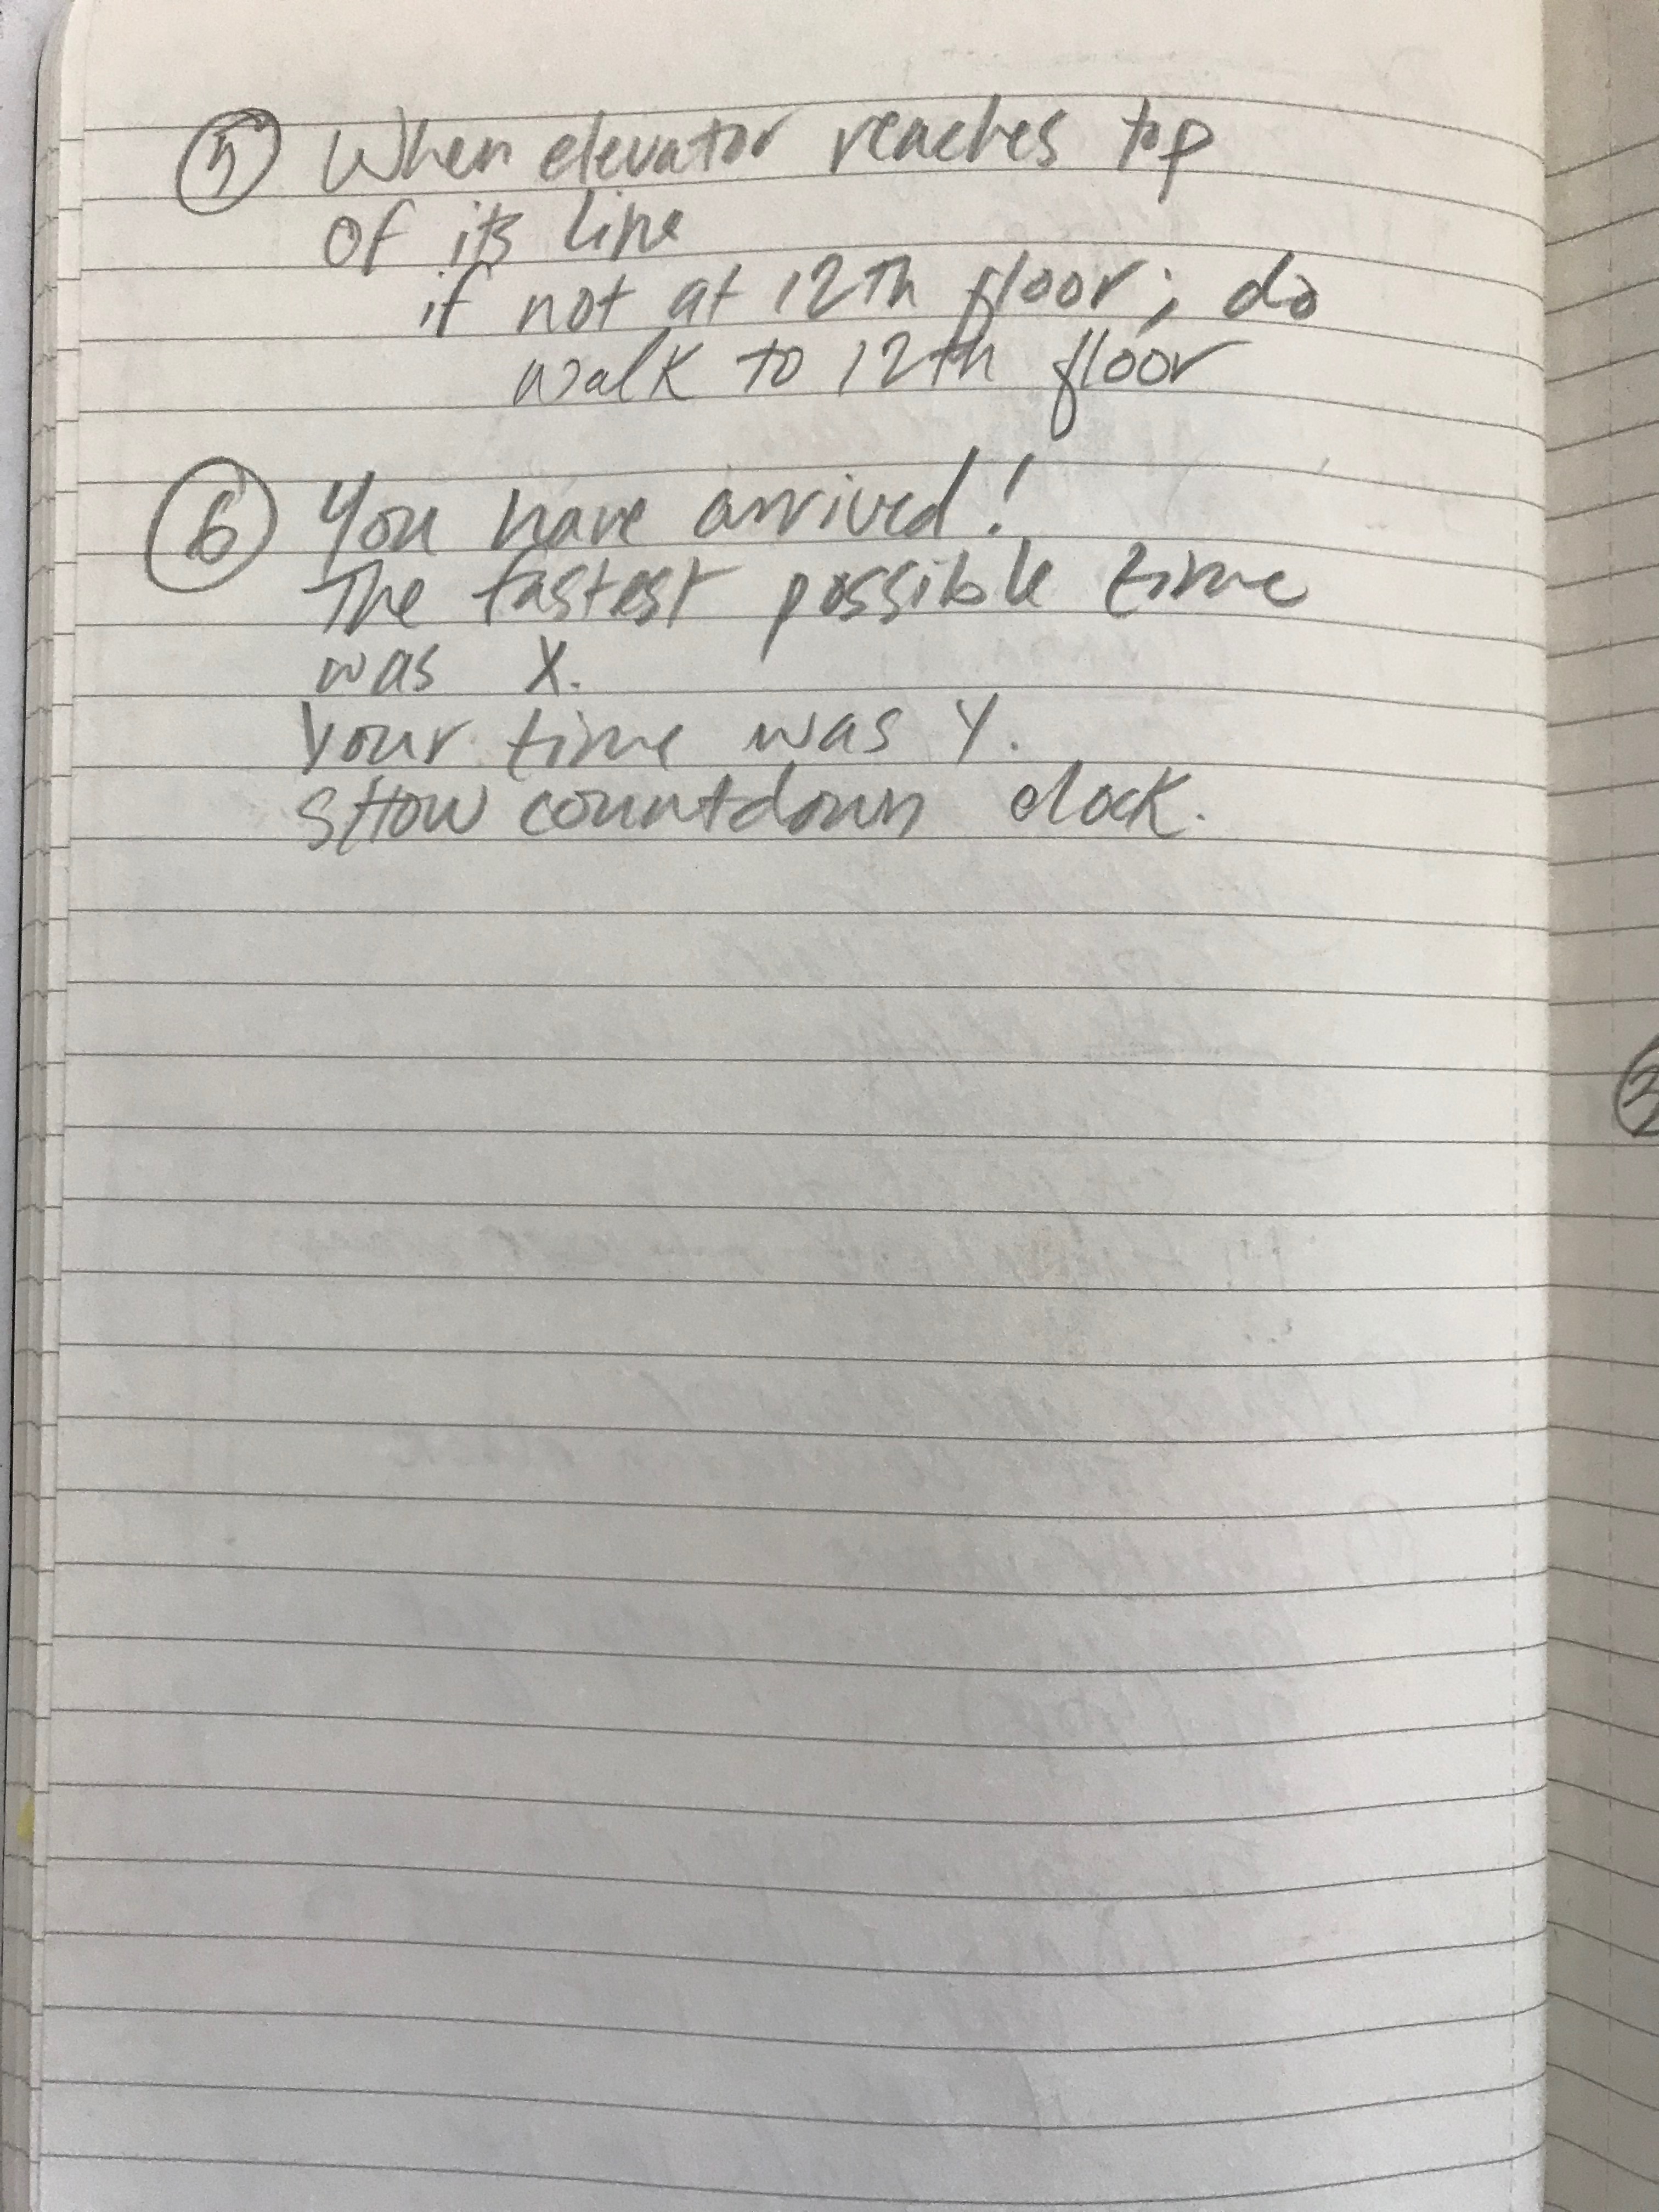 5 When elevator reaches top
of its line
if not at 12th floor; do
walk to 12th floor
6 You have arrived!
The fastest possible time
was X.
Your time was Y.
SHOW countdown clock.